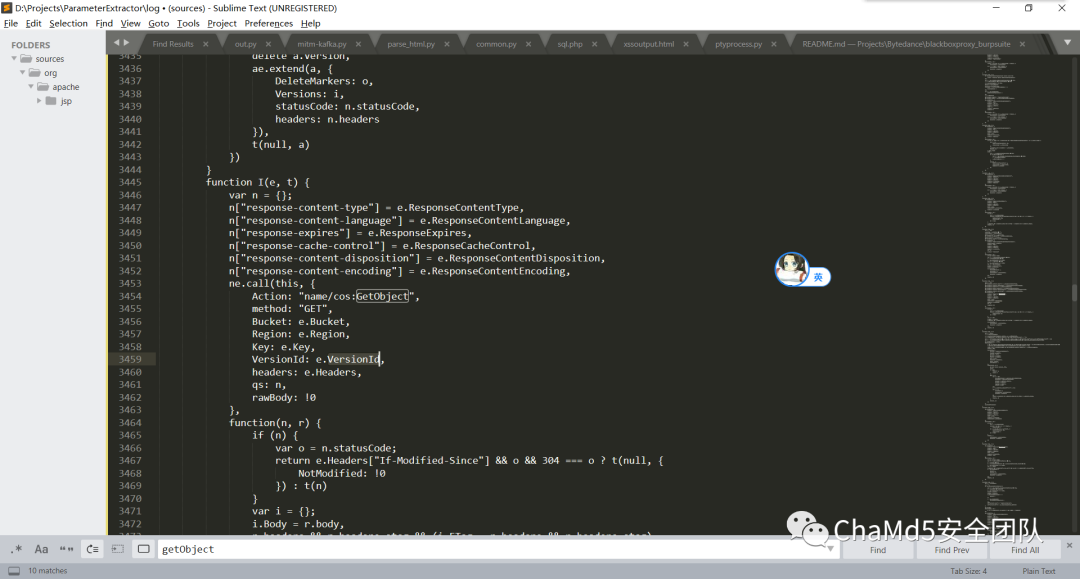 D:\Projects\ParameterExtractor\log • (sources) - Sublime Text (UNREGISTERED)
File Edit Selection Find View Goto Tools Project Preferences Help
FOLDERS
sources
org
apache
jsp
Find Results × out.py × mitm-kafka.py × parse_html.py × common.py × sql.php × xssoutput.html × ptyprocess.py × README.md — Projects\Bytedance\blackboxproxy_burpsuite ×
3435 delete a.Version,
3436 ae.extend(a, {
3437 DeleteMarkers: o,
3438 Versions: i,
3439 statusCode: n.statusCode,
3440 headers: n.headers
3441 }),
3442 t(null, a)
3443 })
3444 }
3445 function I(e, t) {
3446 var n = {};
3447 n["response-content-type"] = e.ResponseContentType,
3448 n["response-content-language"] = e.ResponseContentLanguage,
3449 n["response-expires"] = e.ResponseExpires,
3450 n["response-cache-control"] = e.ResponseCacheControl,
3451 n["response-content-disposition"] = e.ResponseContentDisposition,
3452 n["response-content-encoding"] = e.ResponseContentEncoding,
3453 ne.call(this, {
3454 Action: "name/cos:GetObject",
3455 method: "GET",
3456 Bucket: e.Bucket,
3457 Region: e.Region,
3458 Key: e.Key,
3459 VersionId: e.VersionId,
3460 headers: e.Headers,
3461 qs: n,
3462 rawBody: !0
3463 },
3464 function(n, r) {
3465 if (n) {
3466 var o = n.statusCode;
3467 return e.Headers["If-Modified-Since"] && o && 304 === o ? t(null, {
3468 NotModified: !0
3469 }) : t(n)
3470 }
3471 var i = {};
3472 i.Body = r.body,
英
ChaMd5安全团队
.* Aa “” getObject Find Find Prev Find All ×
10 matches Tab Size: 4 Plain Text